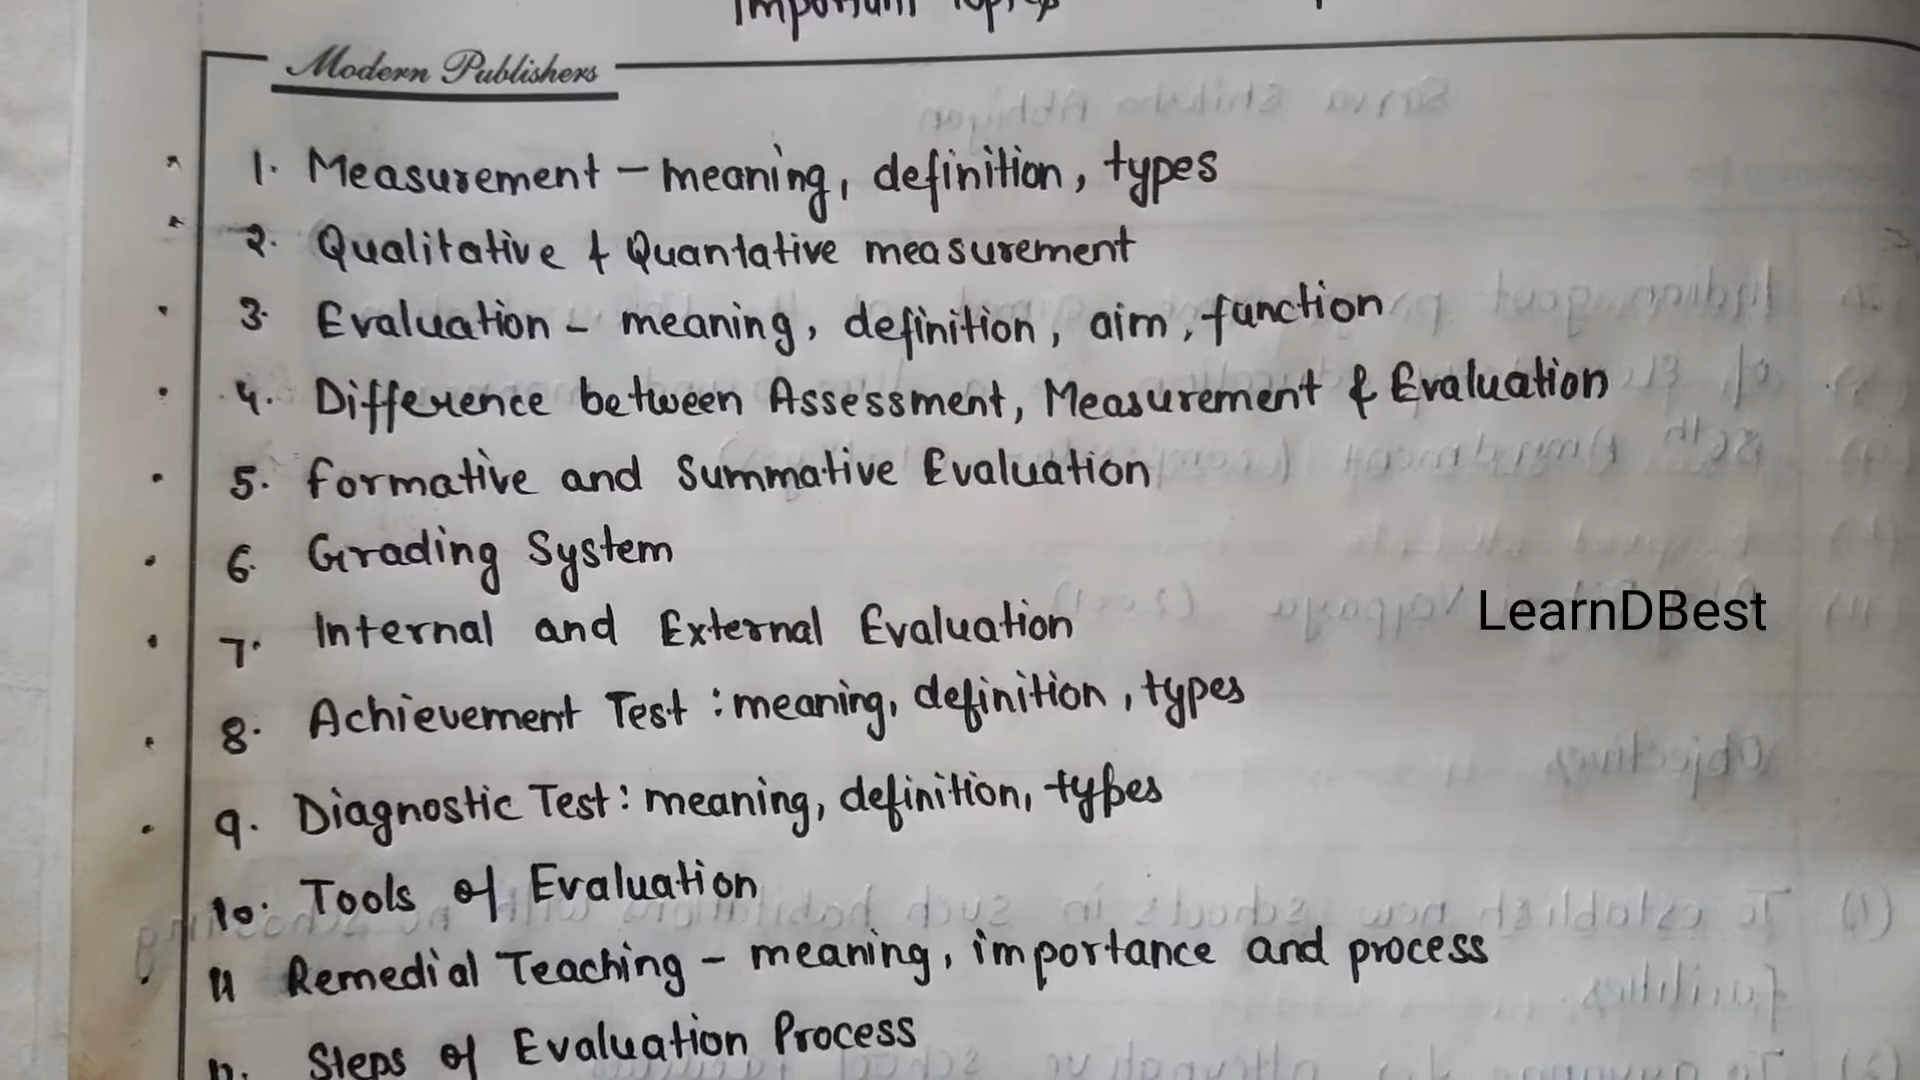 Important Topics
Modern Publishers
1. Measurement – meaning, definition, types
2. Qualitative & Quantative measurement
3. Evaluation – meaning, definition, aim, function
4. Difference between Assessment, Measurement & Evaluation
5. formative and Summative Evaluation
6. Grading System
7. Internal and External Evaluation
LearnDBest
8. Achievement Test : meaning, definition, types
9. Diagnostic Test : meaning, definition, types
10. Tools of Evaluation
11 Remedial Teaching – meaning, importance and process
12. Steps of Evaluation Process